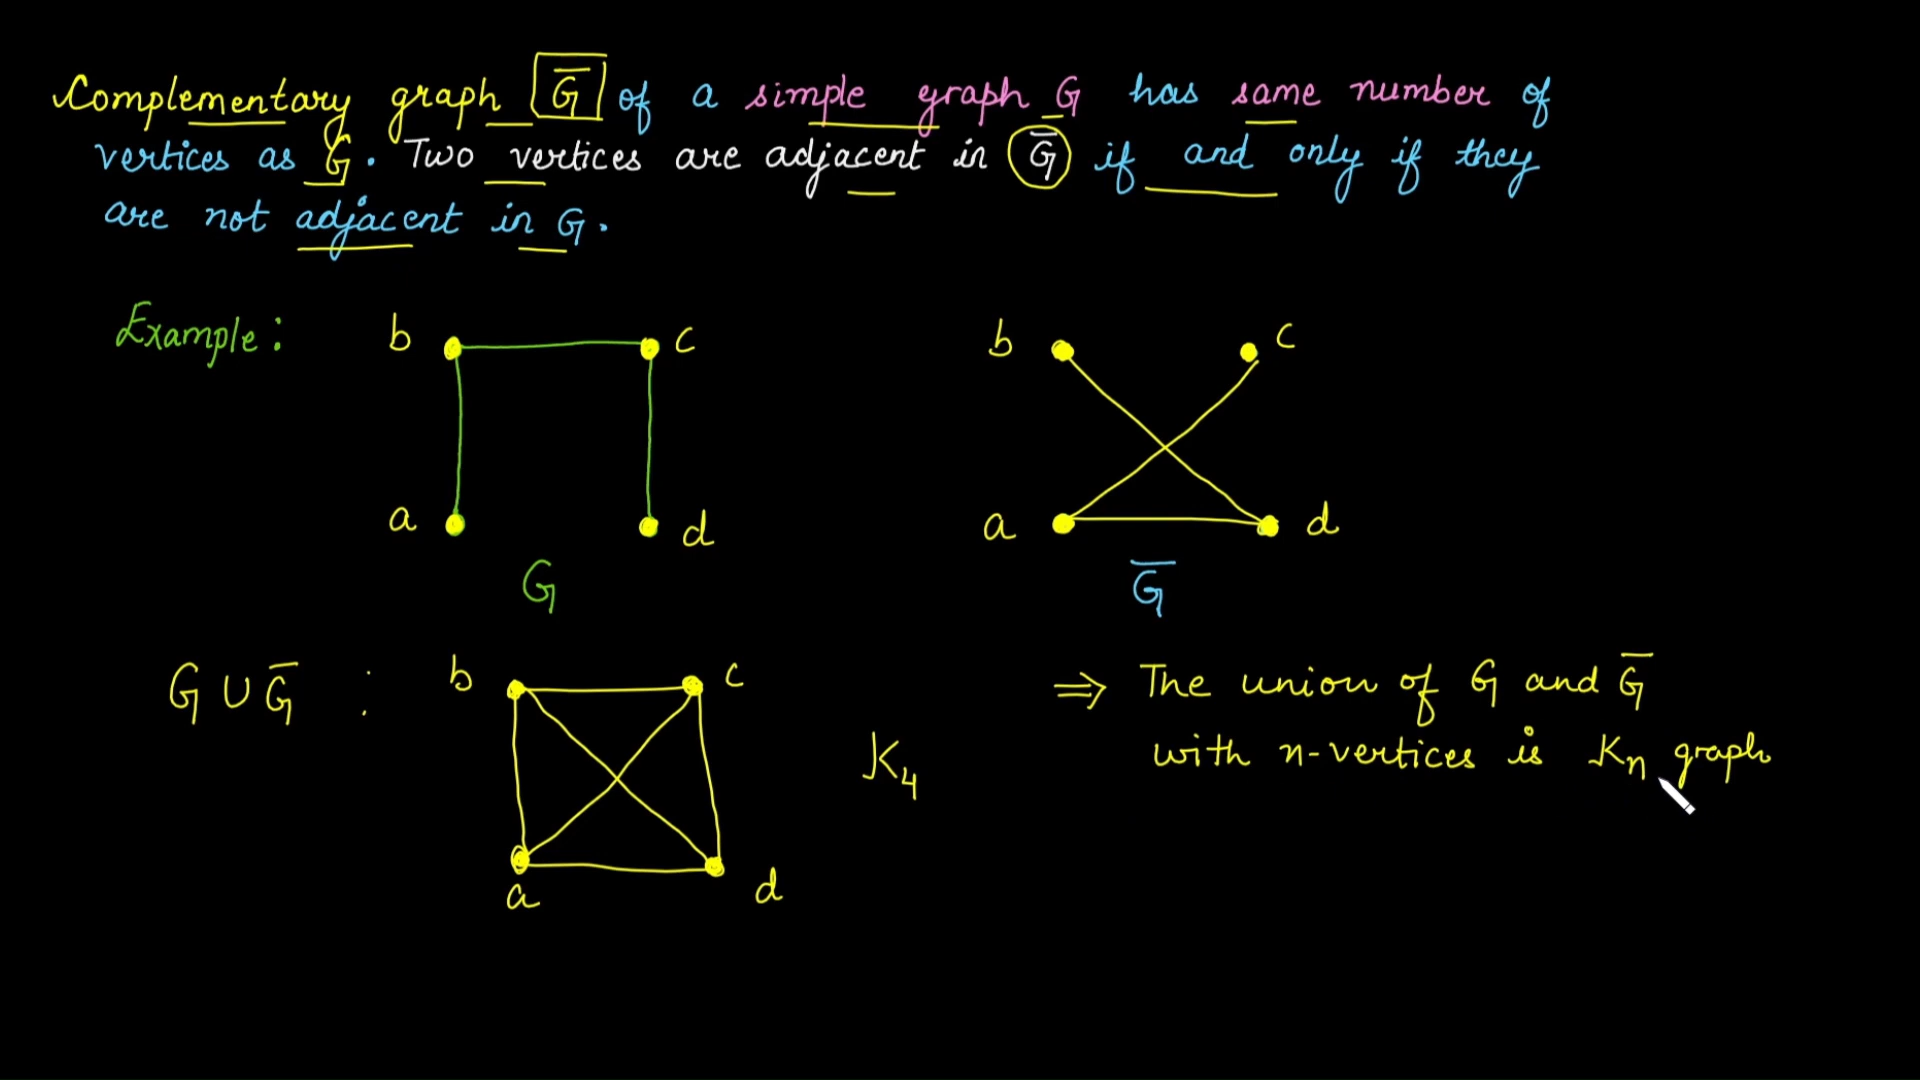 Complementary graph G̅ of a simple graph G has same number of
vertices as G. Two vertices are adjacent in G̅ if and only if they
are not adjacent in G.
Example:
b c
a d
G
b c
a d
G̅
G ∪ G̅ :
b c
a d
K₄
⇒ The union of G and G̅
with n-vertices is Kₙ graph